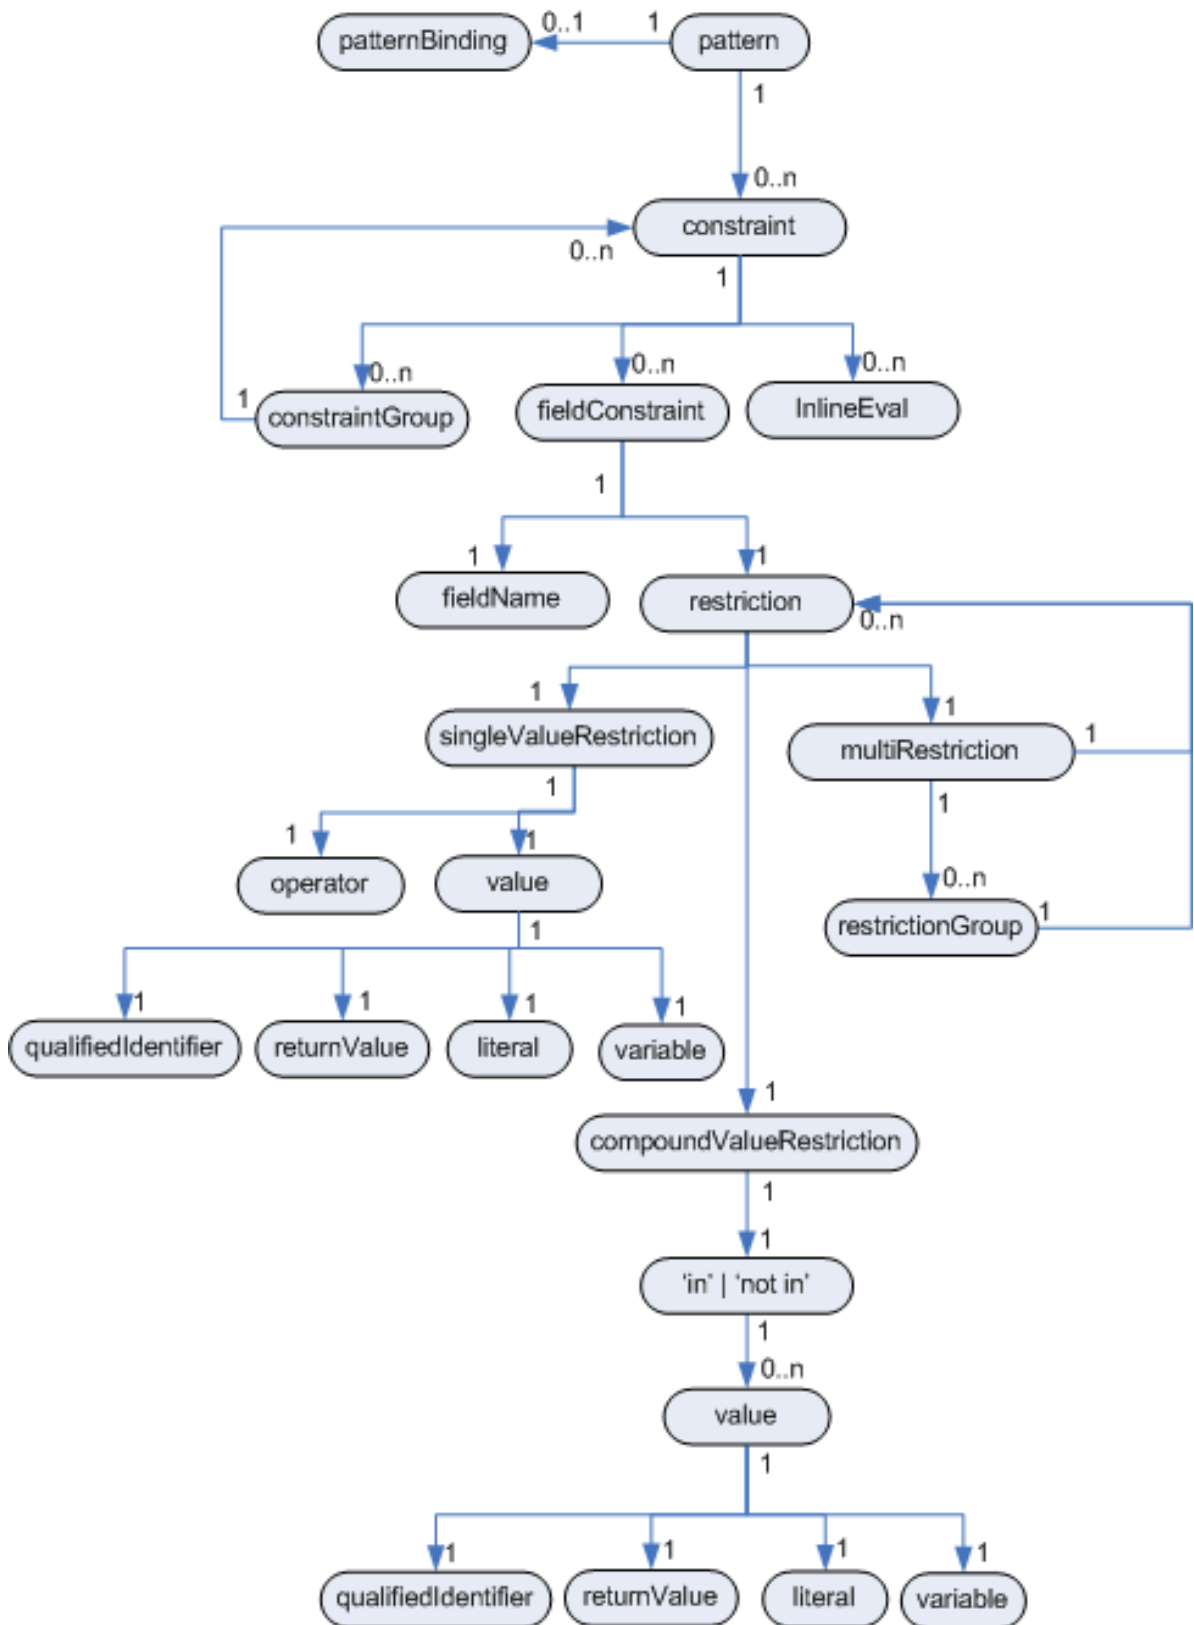 patternBinding 0..1 1 pattern
1
0..n
constraint
0..n
1
0..n 0..n 0..n
1
constraintGroup fieldConstraint InlineEval
1
1 1
fieldName restriction
0..n
1 1
singleValueRestriction multiRestriction 1
1 1
1 1
operator value 0..n
restrictionGroup 1
1
1 1 1 1
qualifiedIdentifier returnValue literal variable
1
compoundValueRestriction
1
1
'in' | 'not in'
1
0..n
value
1
1 1 1 1
qualifiedIdentifier returnValue literal variable